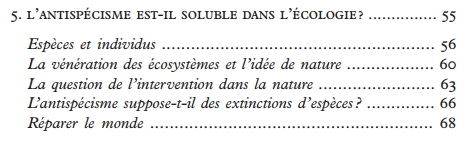 5. L’ANTISPÉCISME EST-IL SOLUBLE DANS L’ÉCOLOGIE? ............... 55
Espèces et individus ............................................................ 56
La vénération des écosystèmes et l’idée de nature ................... 60
La question de l’intervention dans la nature .......................... 63
L’antispécisme suppose-t-il des extinctions d’espèces? ............. 66
Réparer le monde .............................................................. 68